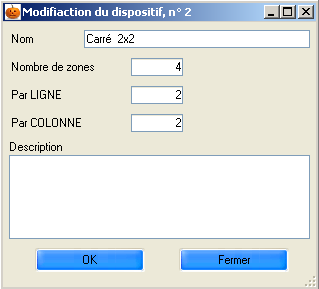 Modifiaction du dispositif, n° 2
Nom Carré 2x2
Nombre de zones 4
Par LIGNE 2
Par COLONNE 2
Description
OK Fermer